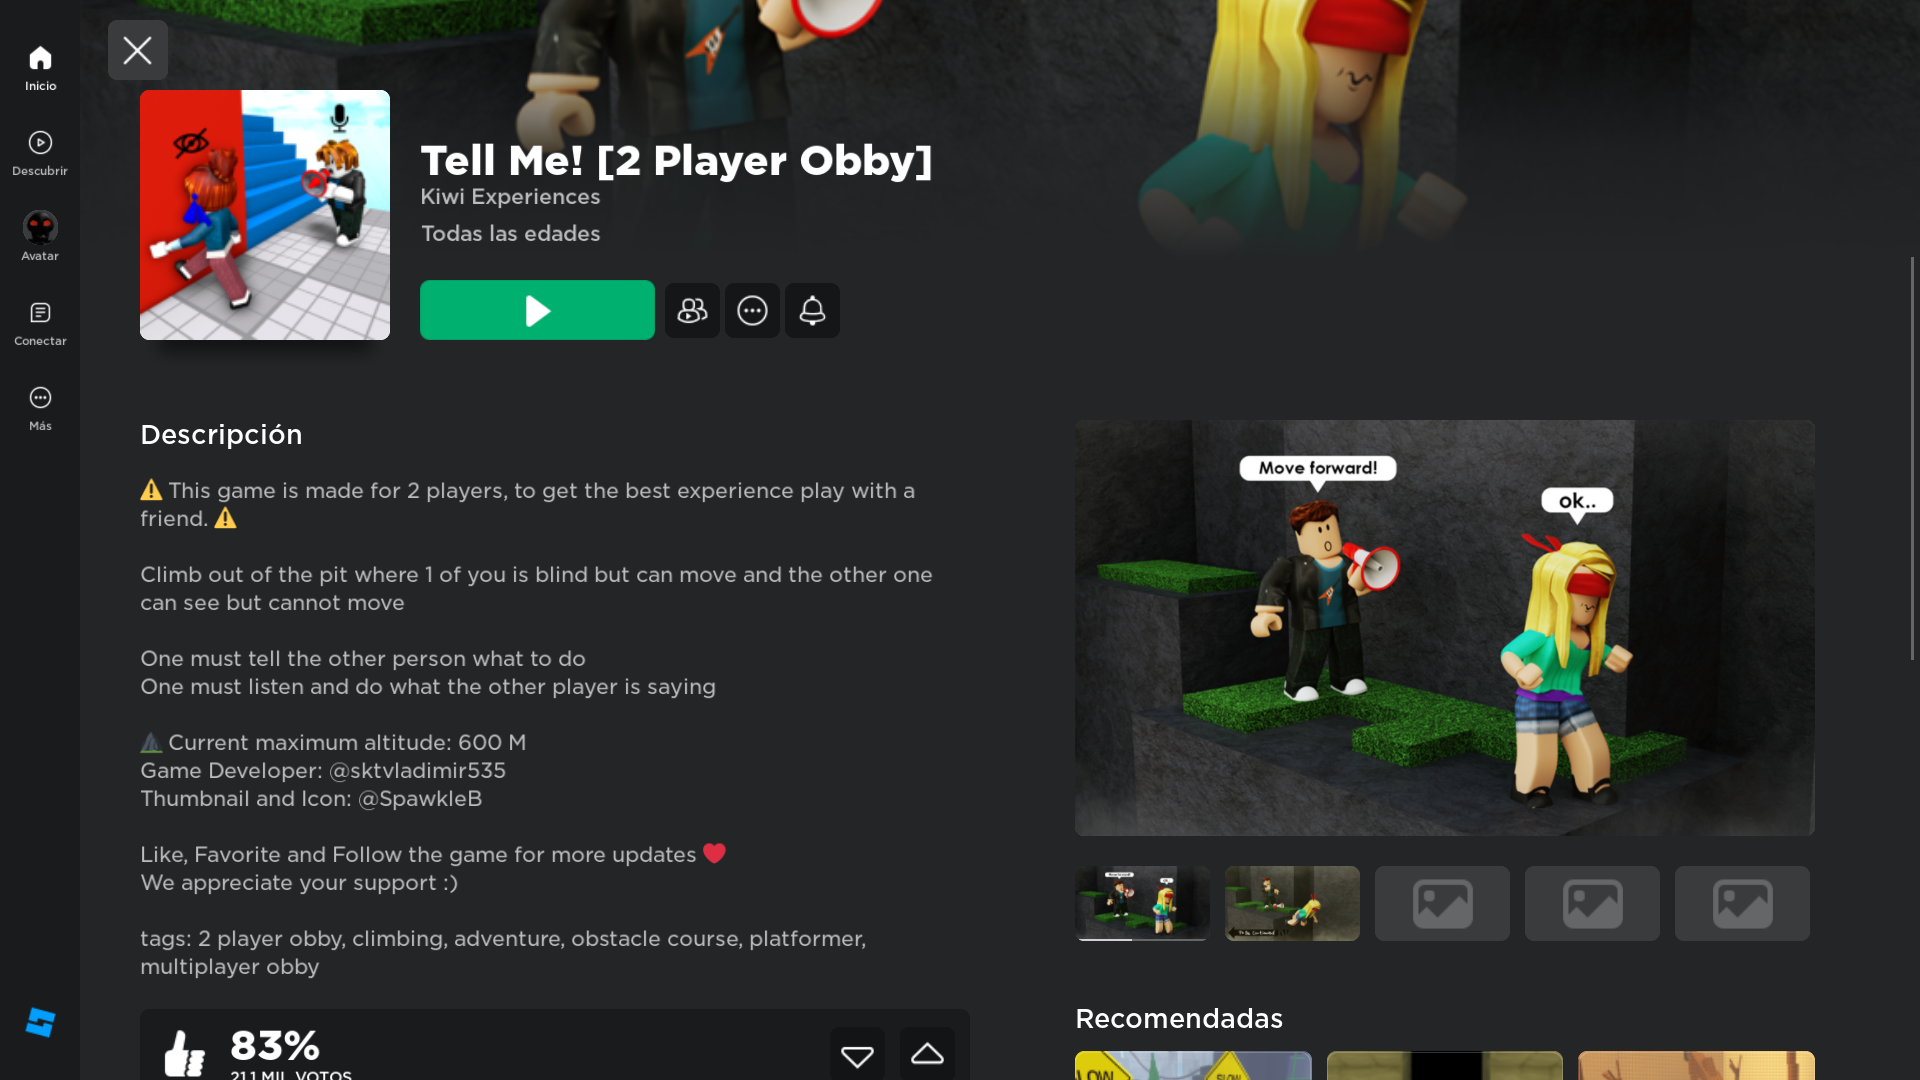 Inicio
Descubrir
Avatar
Conectar
Más
Tell Me! [2 Player Obby]
Kiwi Experiences
Todas las edades
Descripción
⚠️ This game is made for 2 players, to get the best experience play with a
friend. ⚠️
Climb out of the pit where 1 of you is blind but can move and the other one
can see but cannot move
One must tell the other person what to do
One must listen and do what the other player is saying
Current maximum altitude: 600 M
Game Developer: @sktvladimir535
Thumbnail and Icon: @SpawkleB
Like, Favorite and Follow the game for more updates ❤️
We appreciate your support :)
tags: 2 player obby, climbing, adventure, obstacle course, platformer,
multiplayer obby
83%
21.1 MIL VOTOS
Move forward!
ok..
Recomendadas
SLOW